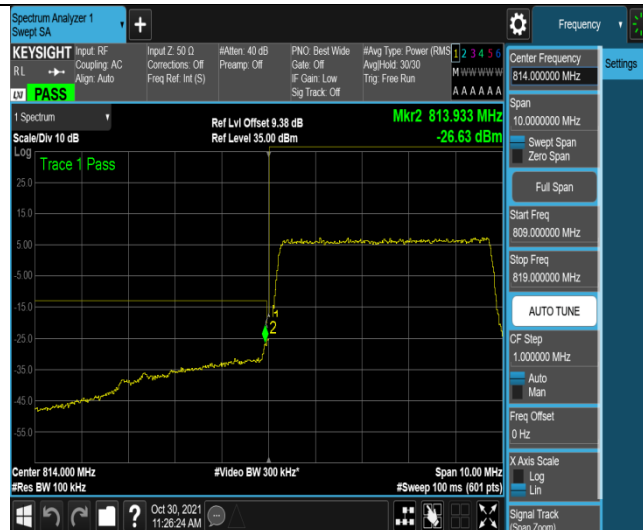 Spectrum Analyzer 1
Swept SA
Frequency
KEYSIGHT
RL
LXI PASS
Input: RF
Coupling: AC
Align: Auto
Input Z: 50 Ω
Corrections: Off
Freq Ref: Int (S)
#Atten: 40 dB
Preamp: Off
PNO: Best Wide
Gate: Off
IF Gain: Low
Sig Track: Off
#Avg Type: Power (RMS
Avg|Hold: 30/30
Trig: Free Run
1 2 3 4 5 6
M W W W W W
A A A A A A
1 Spectrum
Scale/Div 10 dB
Ref Lvl Offset 9.38 dB
Ref Level 35.00 dBm
Mkr2 813.933 MHz
-26.63 dBm
Log
Trace 1 Pass
25.0
15.0
5.00
-5.00
-15.0
-25.0
-35.0
-45.0
-55.0
2
Center 814.000 MHz
#Res BW 100 kHz
#Video BW 300 kHz*
Span 10.00 MHz
#Sweep 100 ms (601 pts)
Center Frequency
814.000000 MHz
Settings
Span
10.0000000 MHz
Swept Span
Zero Span
Full Span
Start Freq
809.000000 MHz
Stop Freq
819.000000 MHz
AUTO TUNE
CF Step
1.000000 MHz
Auto
Man
Freq Offset
0 Hz
X Axis Scale
Log
Lin
Signal Track
(Span Zoom)
?
Oct 30, 2021
11:26:24 AM